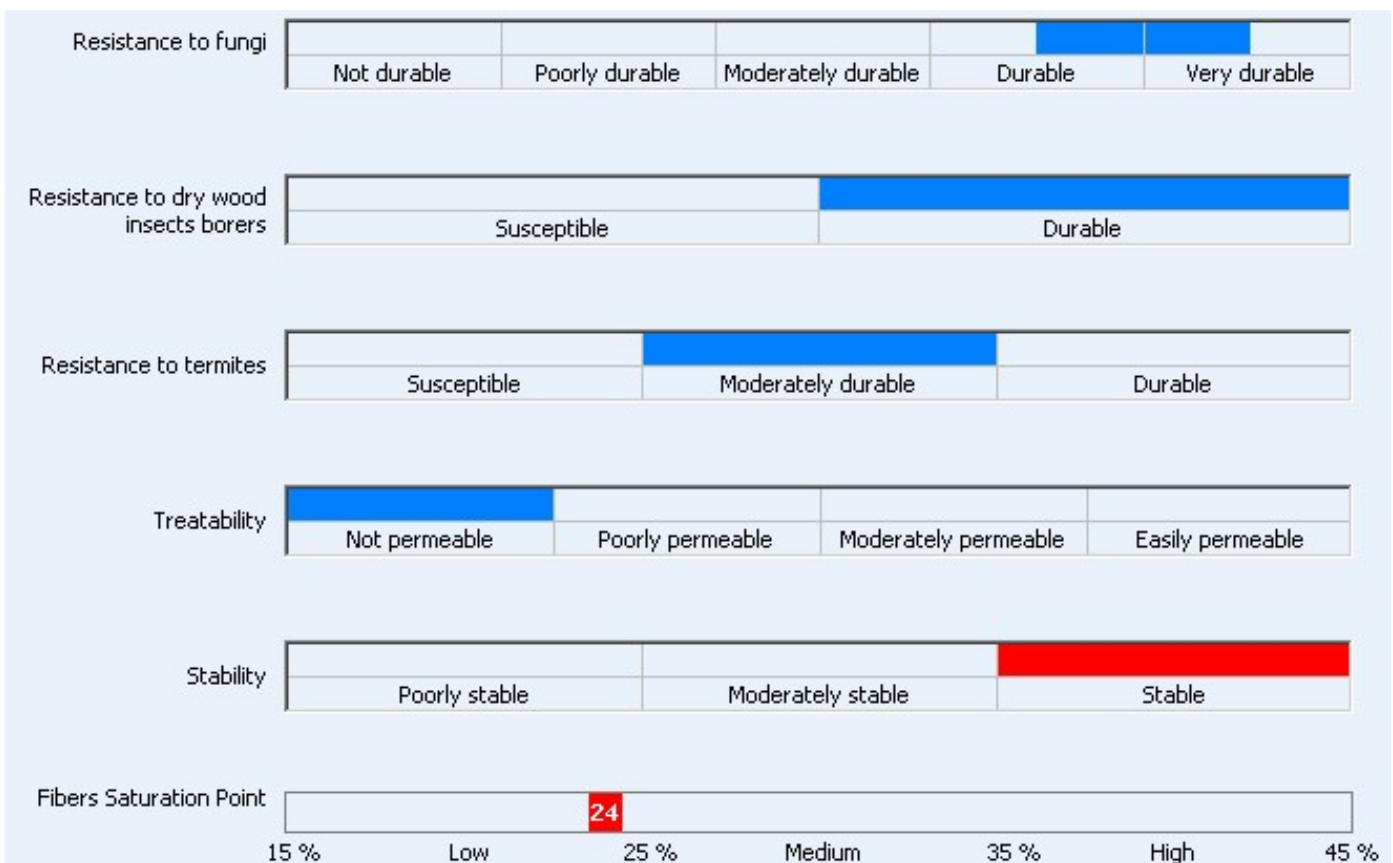 Resistance to fungi
Not durable Poorly durable Moderately durable Durable Very durable
Resistance to dry wood
insects borers
Susceptible Durable
Resistance to termites
Susceptible Moderately durable Durable
Treatability
Not permeable Poorly permeable Moderately permeable Easily permeable
Stability
Poorly stable Moderately stable Stable
Fibers Saturation Point
24
15 % Low 25 % Medium 35 % High 45 %